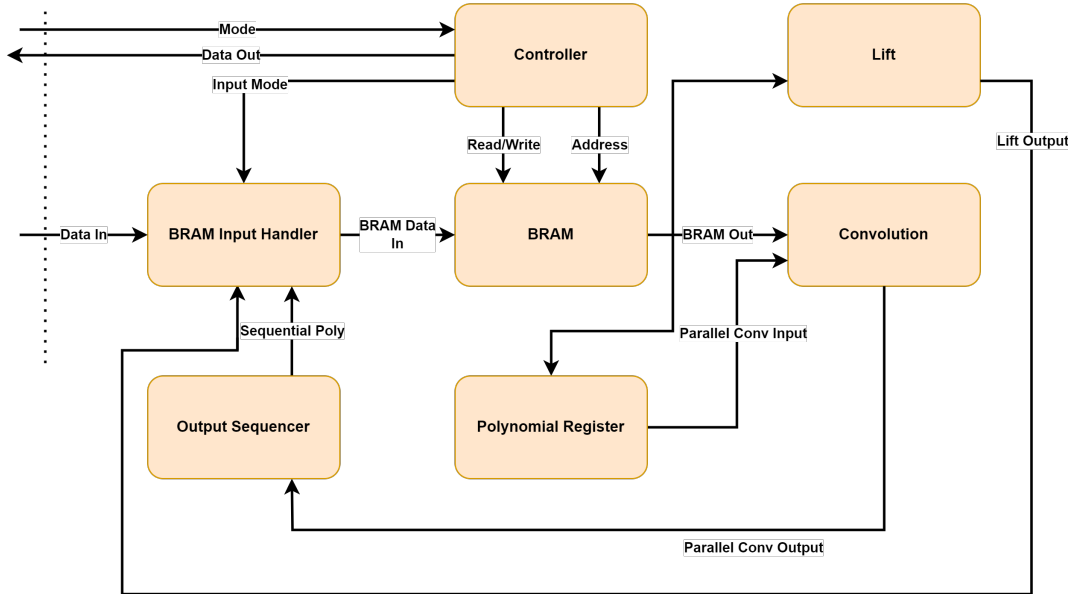 Mode
Controller
Lift
Data Out
Input Mode
Read/Write
Address
Lift Output
Data In
BRAM Input Handler
BRAM Data
In
BRAM
BRAM Out
Convolution
Sequential Poly
Parallel Conv Input
Output Sequencer
Polynomial Register
Parallel Conv Output